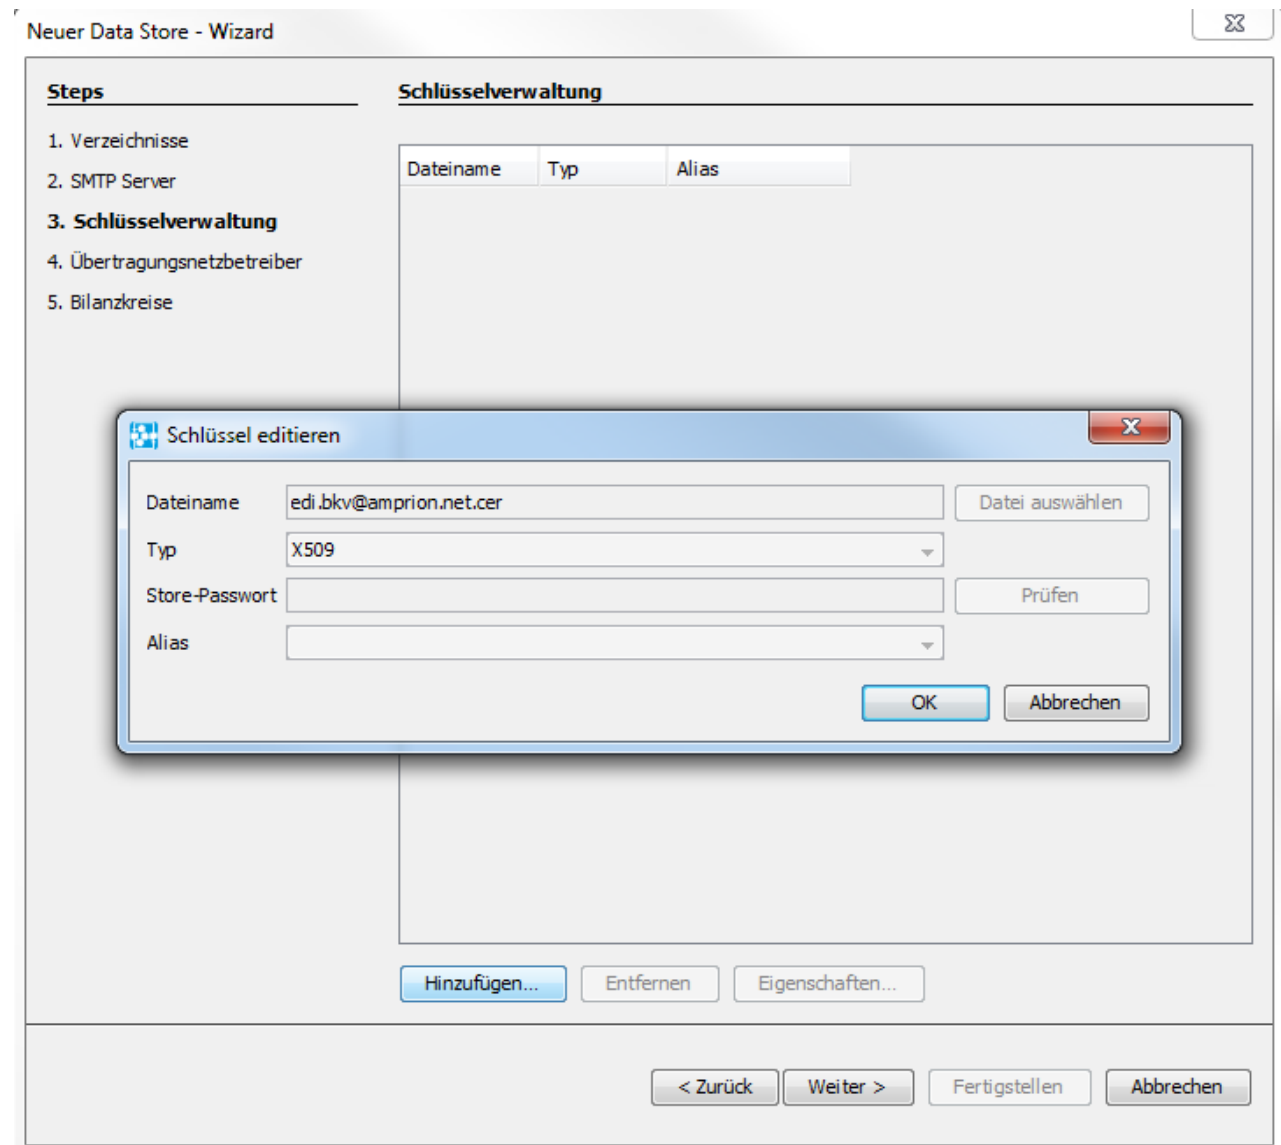 Neuer Data Store - Wizard
Steps
1. Verzeichnisse
2. SMTP Server
3. Schlüsselverwaltung
4. Übertragungsnetzbetreiber
5. Bilanzkreise
Schlüsselverwaltung
Dateiname Typ Alias
Schlüssel editieren
Dateiname edi.bkv@amprion.net.cer Datei auswählen
Typ X509
Store-Passwort Prüfen
Alias
OK Abbrechen
Hinzufügen... Entfernen Eigenschaften...
< Zurück Weiter > Fertigstellen Abbrechen